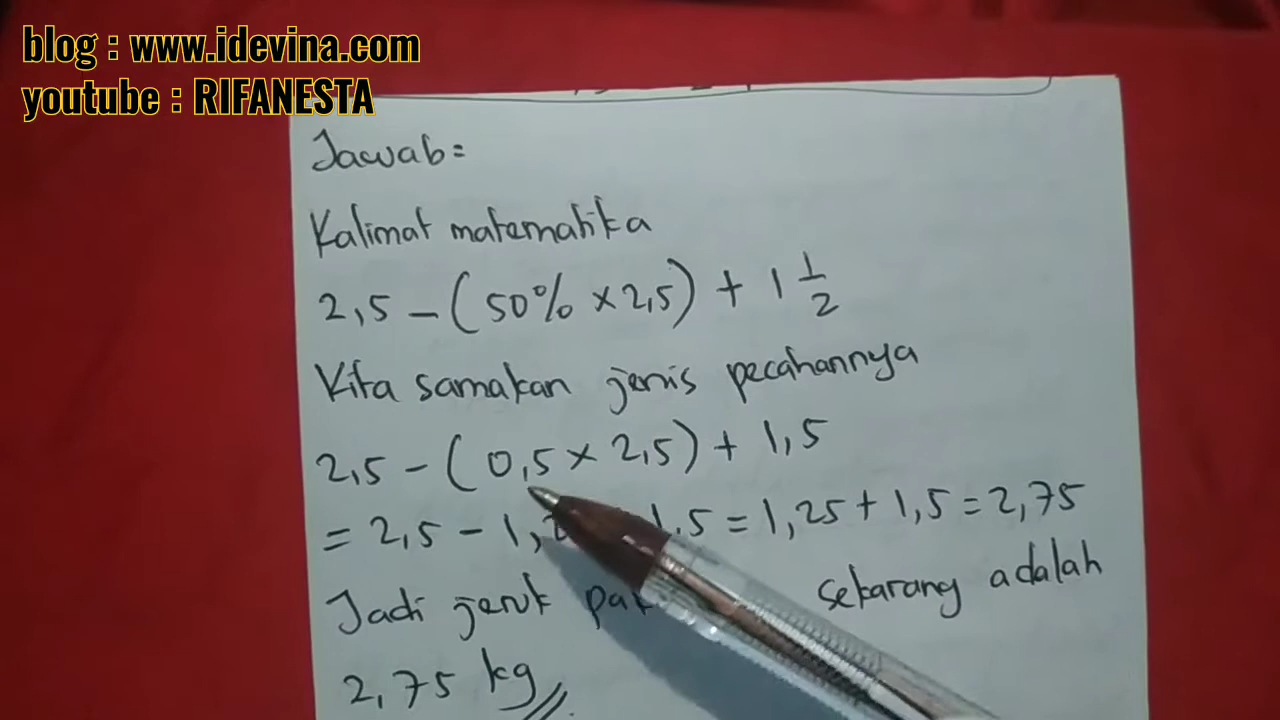 blog : www.idevina.com
youtube : RIFANESTA
Jawab=
Kalimat matematika
2,5 - (50% × 2,5) + 1 1/2
Kita samakan jenis pecahannya
2,5 - (0,5 × 2,5) + 1,5
= 2,5 - 1, 1,5 = 1,25 + 1,5 = 2,75
Jadi jeruk sekarang adalah
2,75 kg